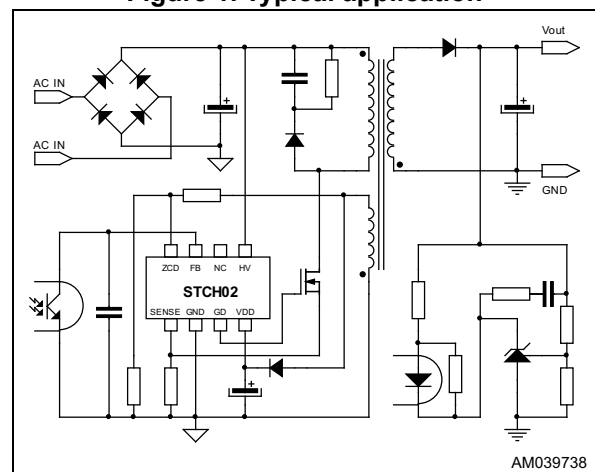 Figure 1. Typical application
AC IN
AC IN
Vout
GND
ZCD FB NC HV
STCH02
SENSE GND GD VDD
AM039738